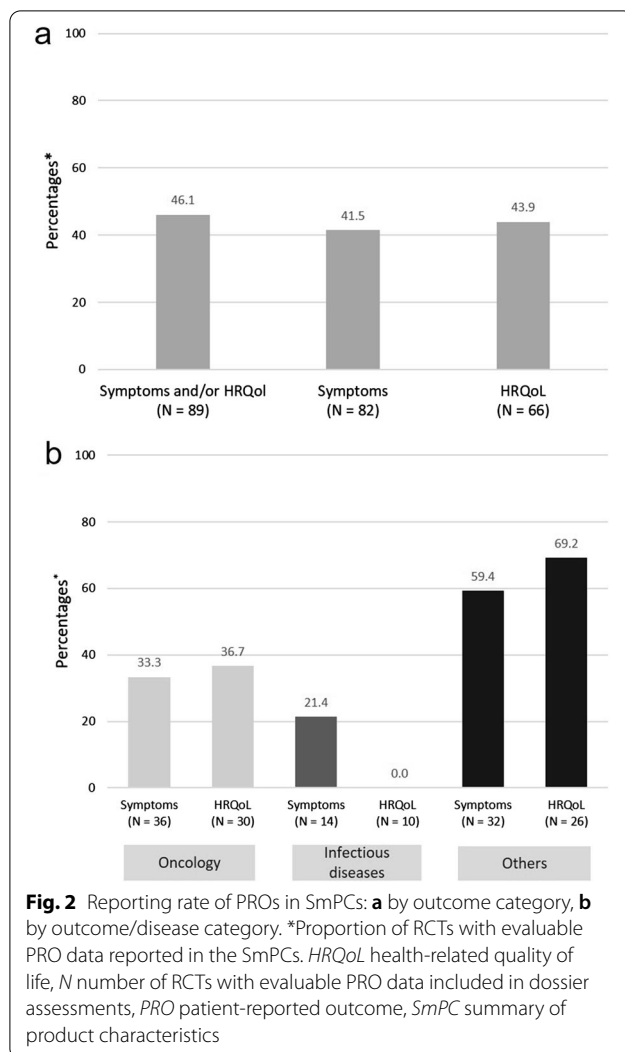 a
100
80
60
40
20
0
Percentages*
46.1
41.5
43.9
Symptoms and/or HRQol
(N = 89)
Symptoms
(N = 82)
HRQoL
(N = 66)
b
100
80
60
40
20
0
Percentages*
33.3
36.7
21.4
0.0
59.4
69.2
Symptoms
(N = 36)
HRQoL
(N = 30)
Symptoms
(N = 14)
HRQoL
(N = 10)
Symptoms
(N = 32)
HRQoL
(N = 26)
Oncology
Infectious
diseases
Others
Fig. 2 Reporting rate of PROs in SmPCs: a by outcome category, b
by outcome/disease category. *Proportion of RCTs with evaluable
PRO data reported in the SmPCs. HRQoL health-related quality of
life, N number of RCTs with evaluable PRO data included in dossier
assessments, PRO patient-reported outcome, SmPC summary of
product characteristics